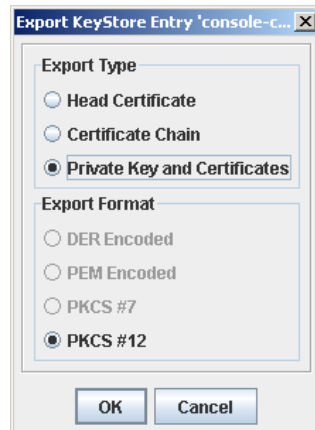 Export KeyStore Entry 'console-c...
Export Type
Head Certificate
Certificate Chain
Private Key and Certificates
Export Format
DER Encoded
PEM Encoded
PKCS #7
PKCS #12
OK Cancel